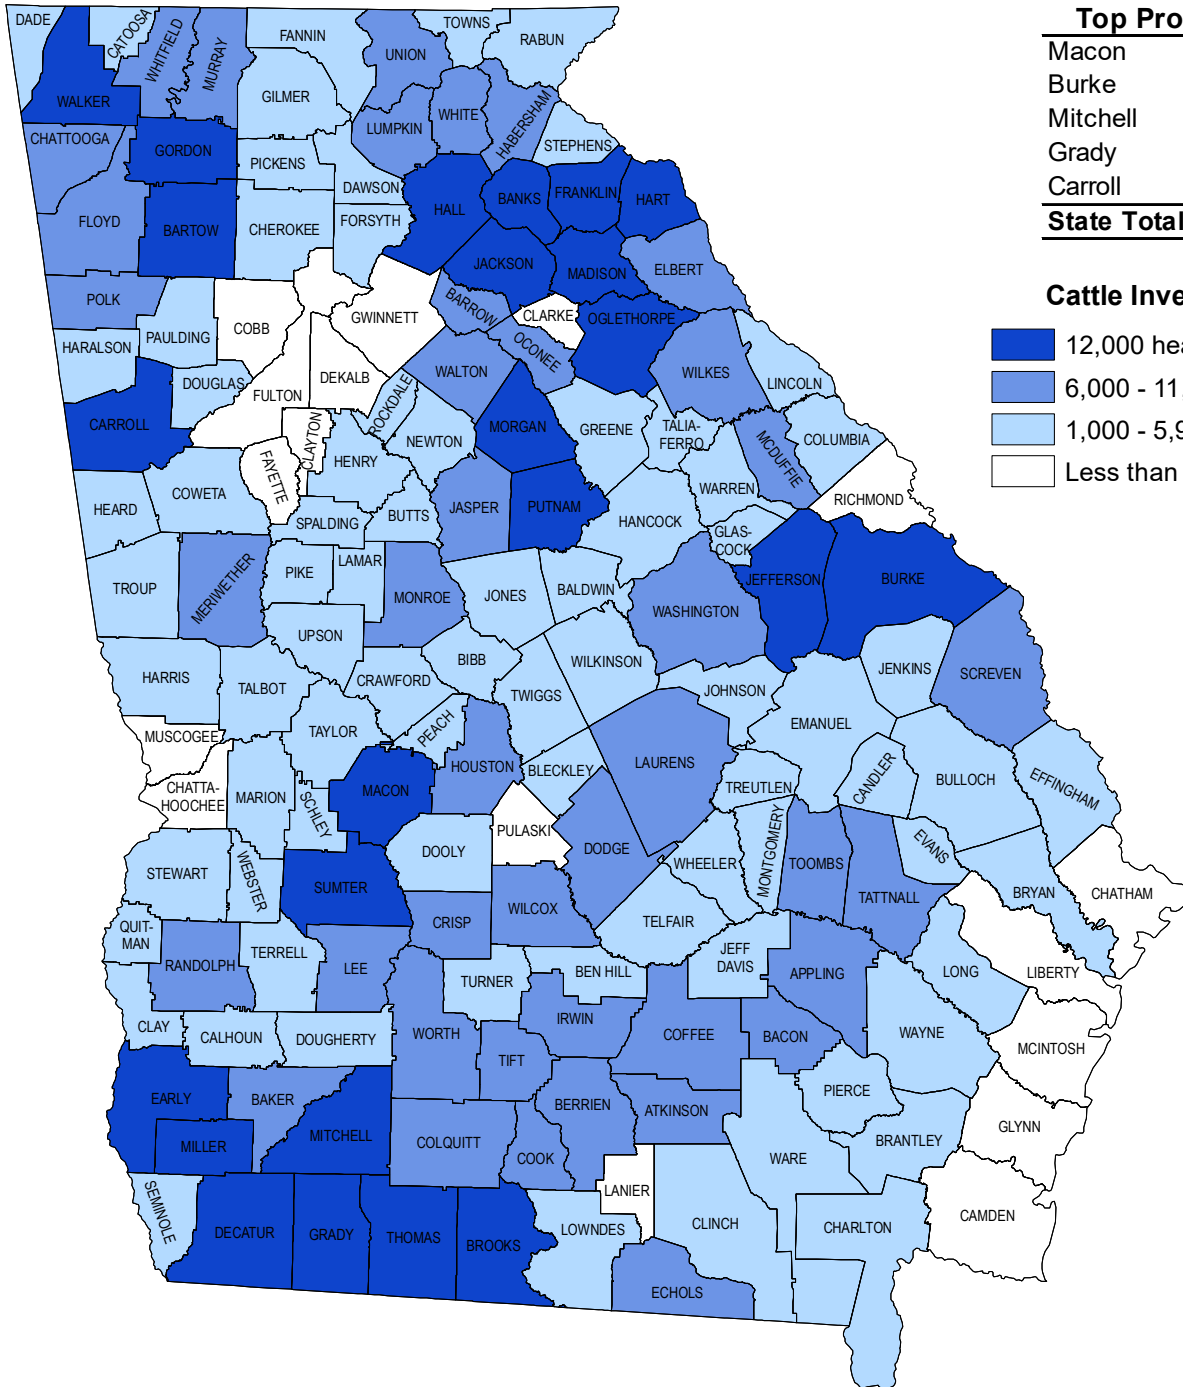 Top Pro
Macon
Burke
Mitchell
Grady
Carroll
State Total
Cattle Inve
12,000 hea
6,000 - 11,
1,000 - 5,9
Less than
DADE
CATOOSA
WHITFIELD
MURRAY
FANNIN
UNION
TOWNS
RABUN
WALKER
GILMER
LUMPKIN
WHITE
HABERSHAM
STEPHENS
CHATTOOGA
GORDON
PICKENS
DAWSON
HALL
BANKS
FRANKLIN
HART
FLOYD
BARTOW
CHEROKEE
FORSYTH
JACKSON
MADISON
ELBERT
POLK
PAULDING
COBB
GWINNETT
BARROW
CLARKE
OGLETHORPE
HARALSON
DOUGLAS
FULTON
DEKALB
ROCKDALE
WALTON
OCONEE
WILKES
LINCOLN
CARROLL
CLAYTON
FAYETTE
HENRY
NEWTON
MORGAN
GREENE
TALIA-
FERRO
MCDUFFIE
COLUMBIA
HEARD
COWETA
SPALDING
BUTTS
JASPER
PUTNAM
HANCOCK
WARREN
GLAS-
COCK
RICHMOND
TROUP
MERIWETHER
PIKE
LAMAR
MONROE
JONES
BALDWIN
WASHINGTON
JEFFERSON
BURKE
UPSON
BIBB
WILKINSON
JENKINS
SCREVEN
HARRIS
TALBOT
CRAWFORD
TWIGGS
JOHNSON
EMANUEL
MUSCOGEE
TAYLOR
PEACH
HOUSTON
BLECKLEY
LAURENS
TREUTLEN
CANDLER
BULLOCH
EFFINGHAM
CHATTA-
HOOCHEE
MARION
SCHLEY
MACON
PULASKI
DODGE
WHEELER
MONTGOMERY
TOOMBS
TATTNALL
EVANS
BRYAN
CHATHAM
STEWART
WEBSTER
SUMTER
DOOLY
CRISP
WILCOX
TELFAIR
JEFF
DAVIS
APPLING
LONG
LIBERTY
QUIT-
MAN
RANDOLPH
TERRELL
LEE
TURNER
BEN HILL
CLAY
CALHOUN
DOUGHERTY
WORTH
IRWIN
COFFEE
BACON
WAYNE
MCINTOSH
TIFT
PIERCE
EARLY
BAKER
MITCHELL
COLQUITT
BERRIEN
ATKINSON
BRANTLEY
GLYNN
MILLER
COOK
WARE
LANIER
SEMINOLE
DECATUR
GRADY
THOMAS
BROOKS
LOWNDES
CLINCH
CHARLTON
CAMDEN
ECHOLS